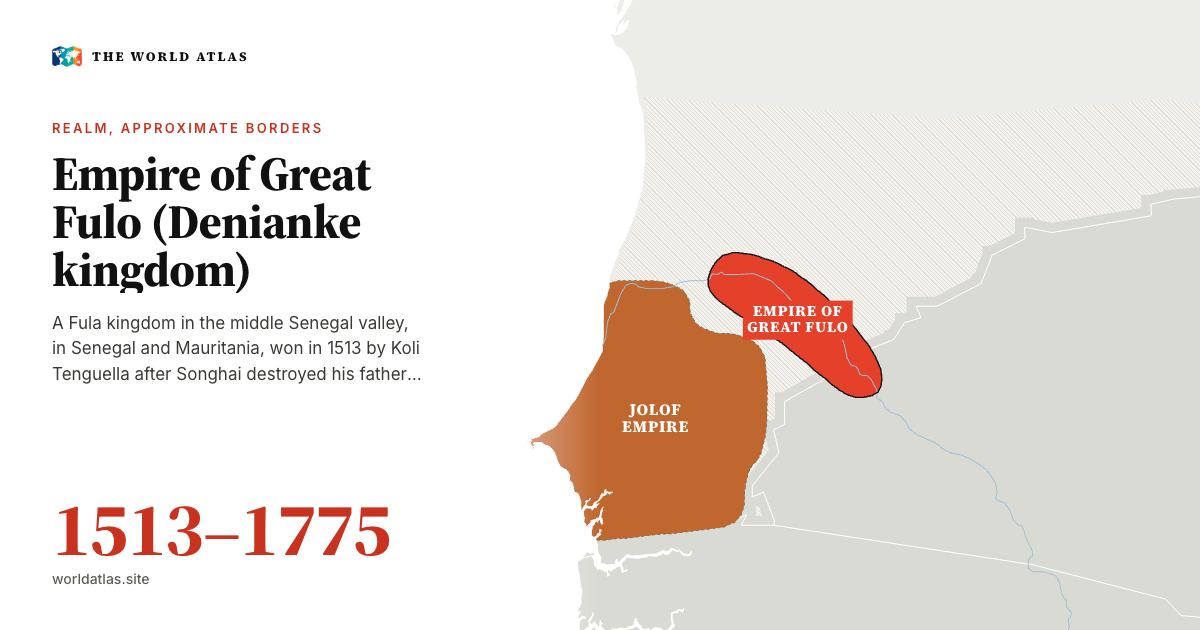 THE WORLD ATLAS
REALM, APPROXIMATE BORDERS
Empire of Great
Fulo (Denianke
kingdom)
A Fula kingdom in the middle Senegal valley,
in Senegal and Mauritania, won in 1513 by Koli
Tenguella after Songhai destroyed his father…
1513–1775
worldatlas.site
EMPIRE OF
GREAT FULO
JOLOF
EMPIRE